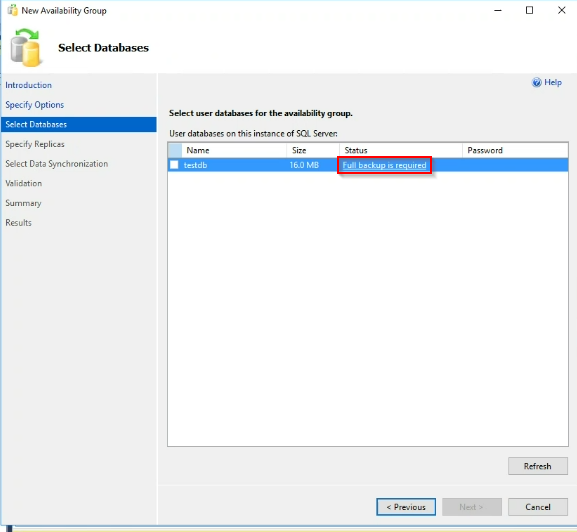 New Availability Group
Select Databases
Help
Introduction
Specify Options
Select Databases
Specify Replicas
Select Data Synchronization
Validation
Summary
Results
Select user databases for the availability group.
User databases on this instance of SQL Server:
Name Size Status Password
testdb 16.0 MB Full backup is required
Refresh
< Previous Next > Cancel